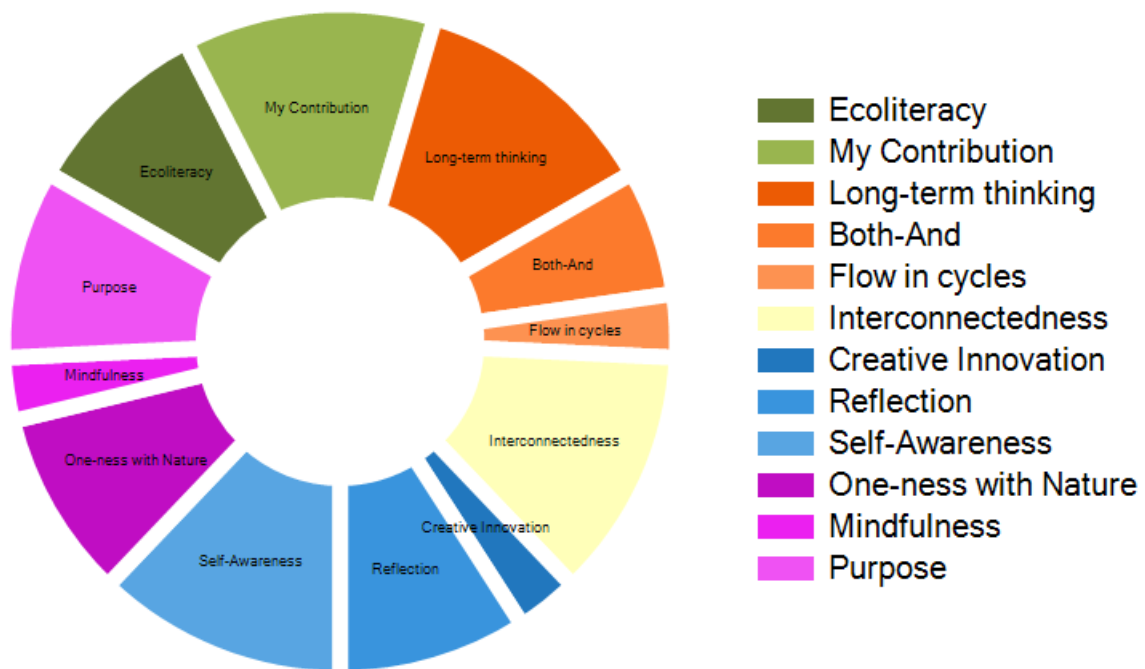 My Contribution
Long-term thinking
Ecoliteracy
Both-And
Purpose
Flow in cycles
Mindfulness
Interconnectedness
One-ness with Nature
Creative Innovation
Self-Awareness
Reflection
Ecoliteracy
My Contribution
Long-term thinking
Both-And
Flow in cycles
Interconnectedness
Creative Innovation
Reflection
Self-Awareness
One-ness with Nature
Mindfulness
Purpose